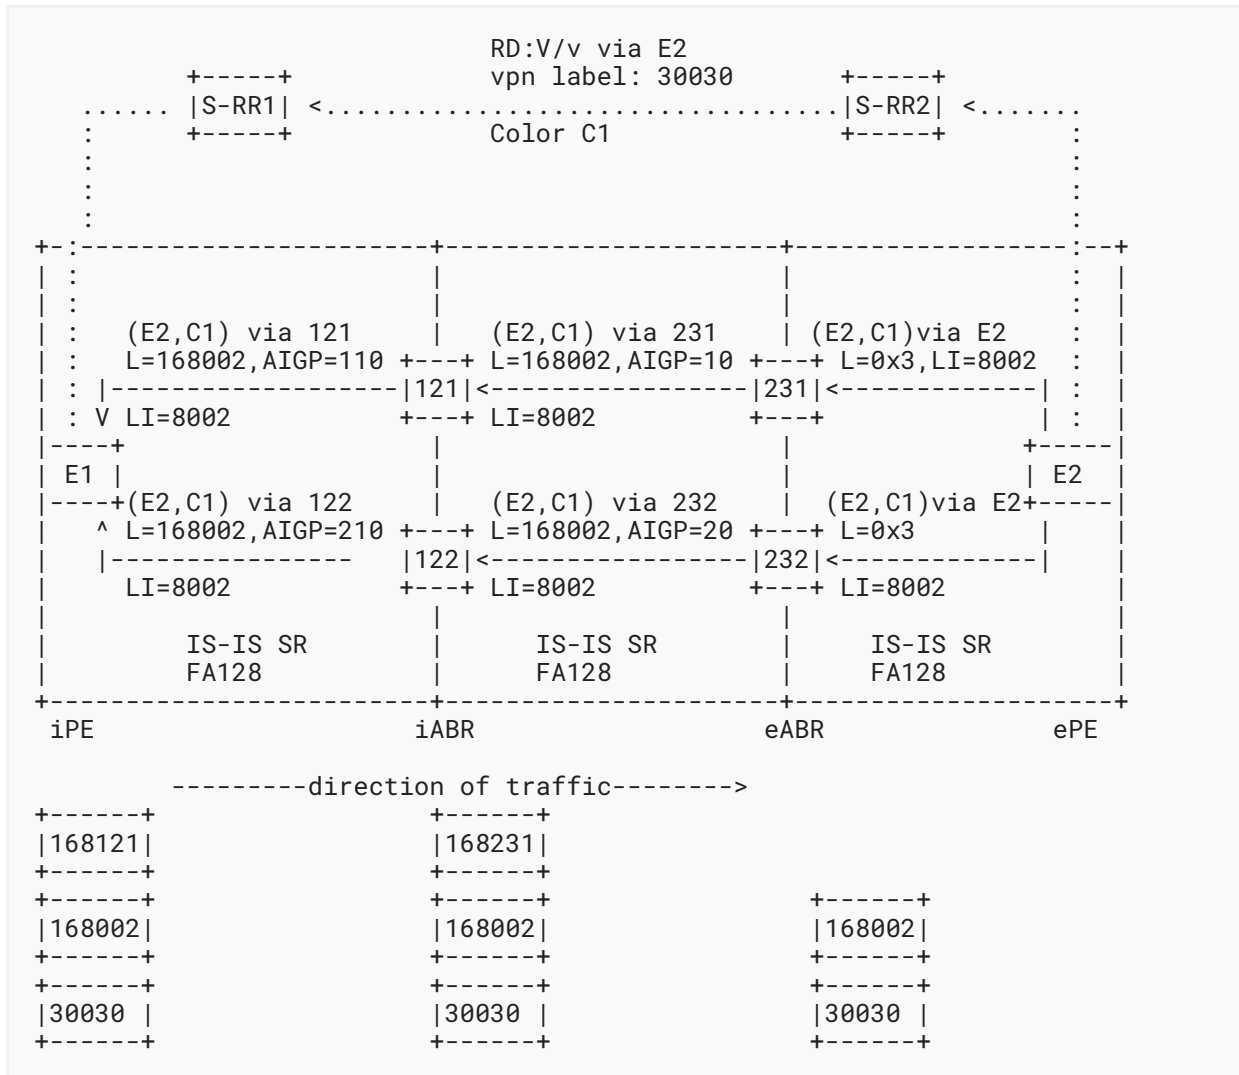 RD:V/v via E2
          +-----+             vpn label: 30030       +-----+
   ...... |S-RR1| <..................................|S-RR2| <.......
   :      +-----+             Color C1               +-----+        :
   :                                                                :
   :                                                                :
   :                                                                :
+-:-----------------------+----------------------+------------------:--+
| :                       |                      |                  :  |
| :                       |                      |                  :  |
| :   (E2,C1) via 121     |   (E2,C1) via 231    | (E2,C1)via E2    :  |
| :   L=168002,AIGP=110 +---+ L=168002,AIGP=10 +---+ L=0x3,LI=8002  :  |
| : |-------------------|121|<-----------------|231|<-------------| :  |
| : V LI=8002           +---+ LI=8002          +---+              | :  |
|----+                    |                      |               +-----|
| E1 |                    |                      |               | E2  |
|----+(E2,C1) via 122     |   (E2,C1) via 232    |  (E2,C1)via E2+-----|
|   ^ L=168002,AIGP=210 +---+ L=168002,AIGP=20 +---+ L=0x3        |    |
|   |----------------   |122|<-----------------|232|<-------------|    |
|     LI=8002           +---+ LI=8002          +---+ LI=8002           |
|                         |                      |                     |
|         IS-IS SR        |      IS-IS SR        |     IS-IS SR        |
|         FA128           |      FA128           |     FA128           |
+-------------------------+----------------------+---------------------+
 iPE                     iABR                   eABR               ePE

         ---------direction of traffic-------->
+------+                  +------+
|168121|                  |168231|
+------+                  +------+
+------+                  +------+                 +------+
|168002|                  |168002|                 |168002|
+------+                  +------+                 +------+
+------+                  +------+                 +------+
|30030 |                  |30030 |                 |30030 |
+------+                  +------+                 +------+